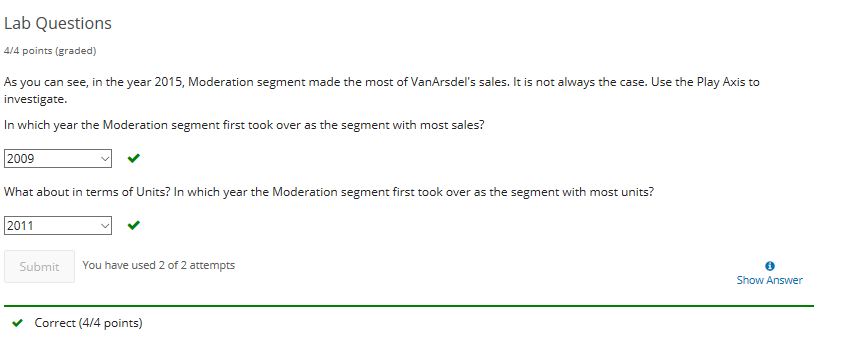 Lab Questions
4/4 points (graded)
As you can see, in the year 2015, Moderation segment made the most of VanArsdel's sales. It is not always the case. Use the Play Axis to
investigate.
In which year the Moderation segment first took over as the segment with most sales?
2009
What about in terms of Units? In which year the Moderation segment first took over as the segment with most units?
2011
Submit You have used 2 of 2 attempts
Show Answer
Correct (4/4 points)